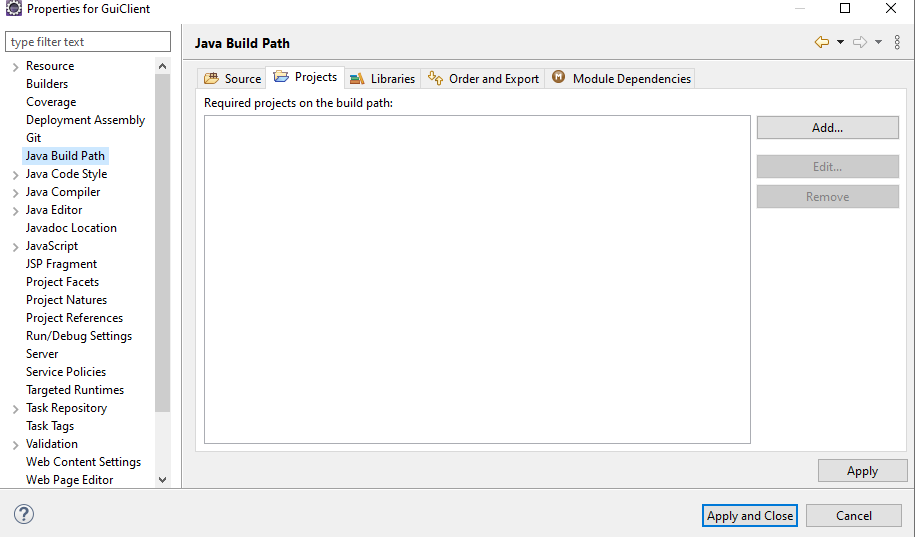 Properties for GuiClient
type filter text
Resource
Builders
Coverage
Deployment Assembly
Git
Java Build Path
Java Code Style
Java Compiler
Java Editor
Javadoc Location
JavaScript
JSP Fragment
Project Facets
Project Natures
Project References
Run/Debug Settings
Server
Service Policies
Targeted Runtimes
Task Repository
Task Tags
Validation
Web Content Settings
Web Page Editor
Java Build Path
Source
Projects
Libraries
Order and Export
M
Module Dependencies
Required projects on the build path:
Add...
Edit...
Remove
Apply
?
Apply and Close
Cancel